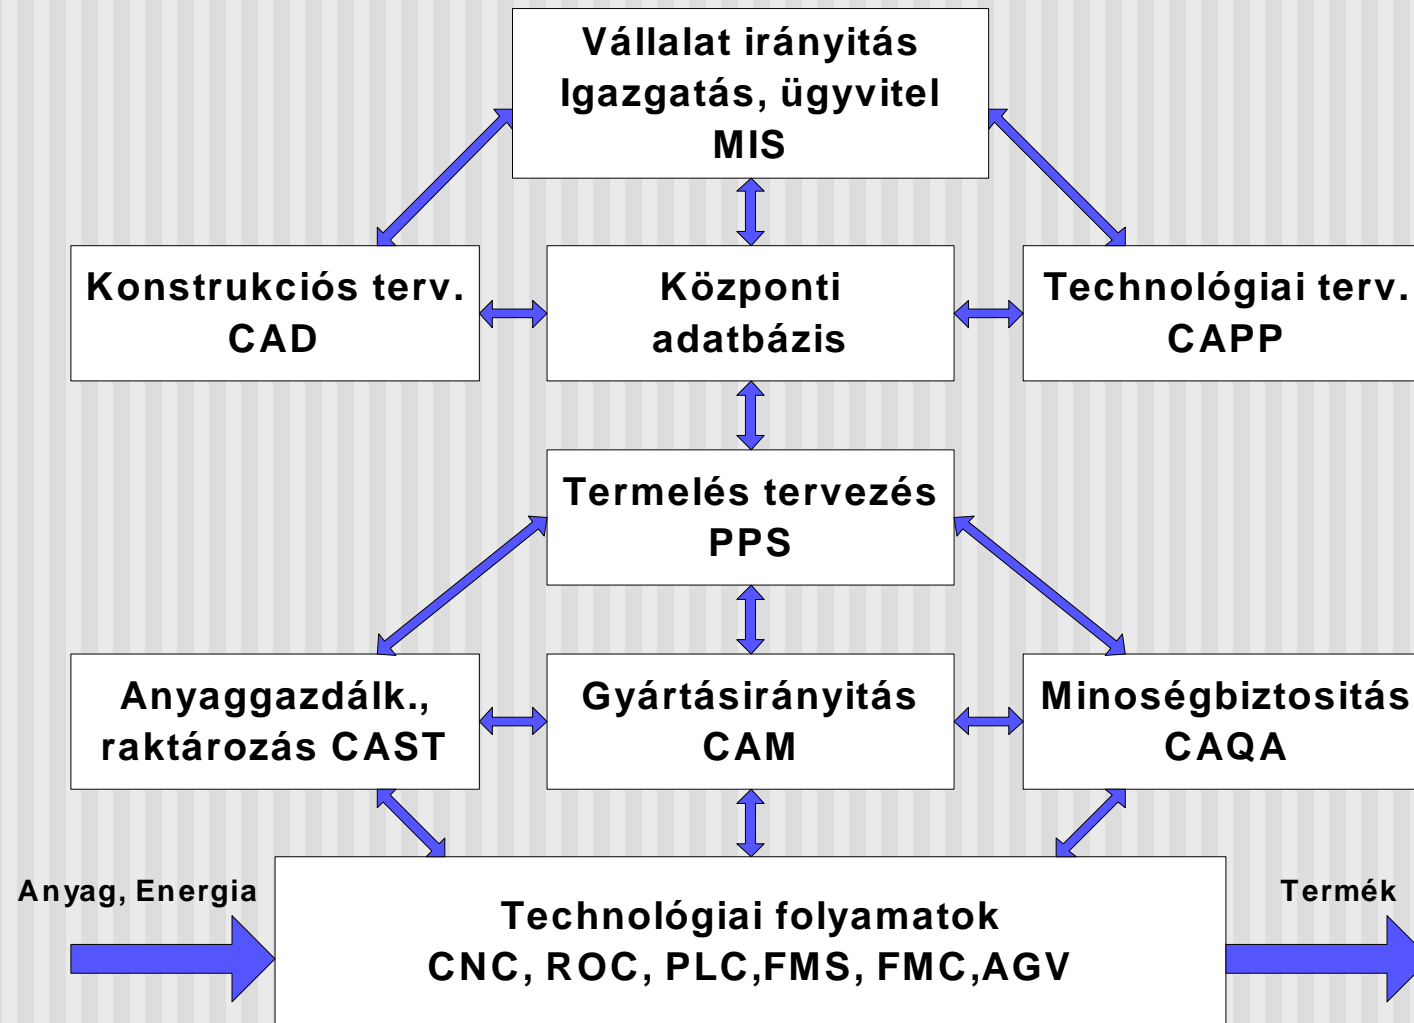 Vállalat irányitás
Igazgatás, ügyvitel
MIS
Konstrukciós terv.
CAD
Központi
adatbázis
Technológiai terv.
CAPP
Termelés tervezés
PPS
Anyaggazdálk.,
raktározás CAST
Gyártásirányitás
CAM
Minoségbiztositás
CAQA
Anyag, Energia
Technológiai folyamatok
CNC, ROC, PLC,FMS, FMC,AGV
Termék